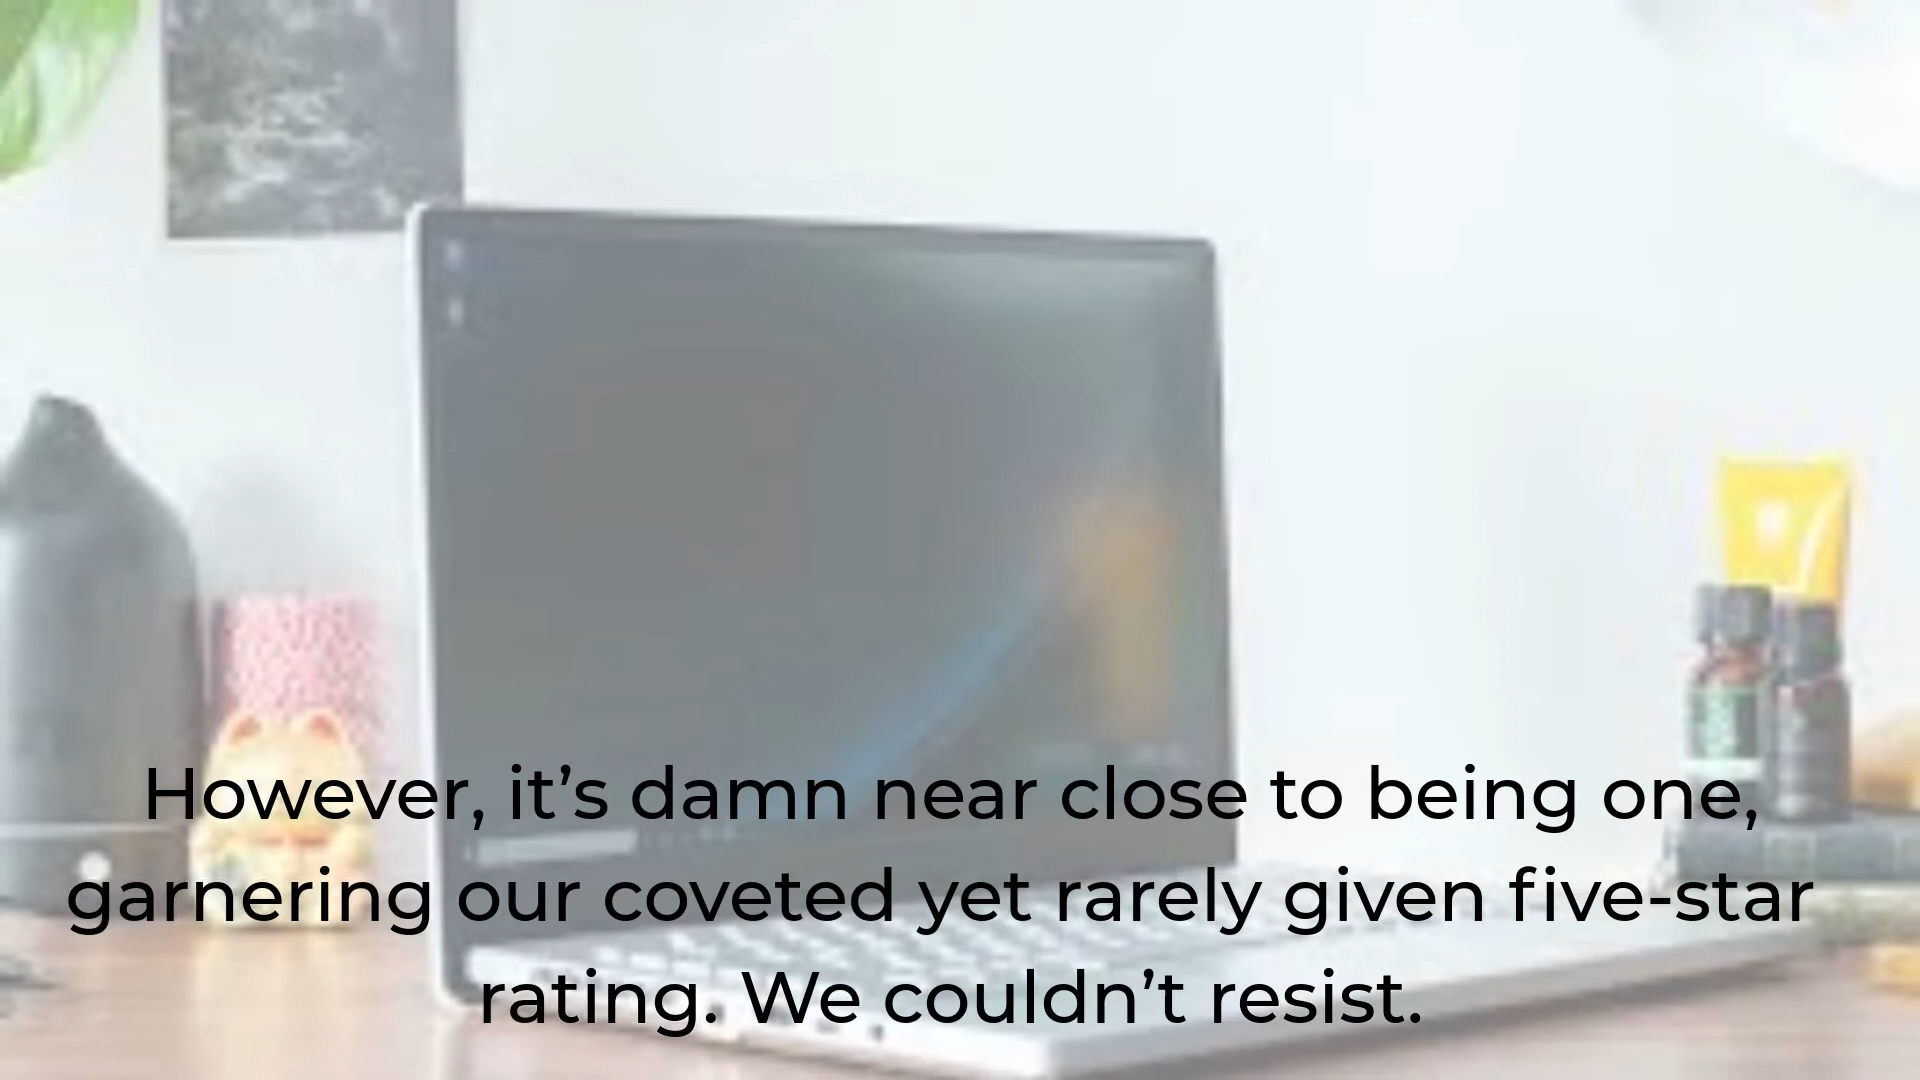 However, it’s damn near close to being one,
garnering our coveted yet rarely given five-star
rating. We couldn’t resist.